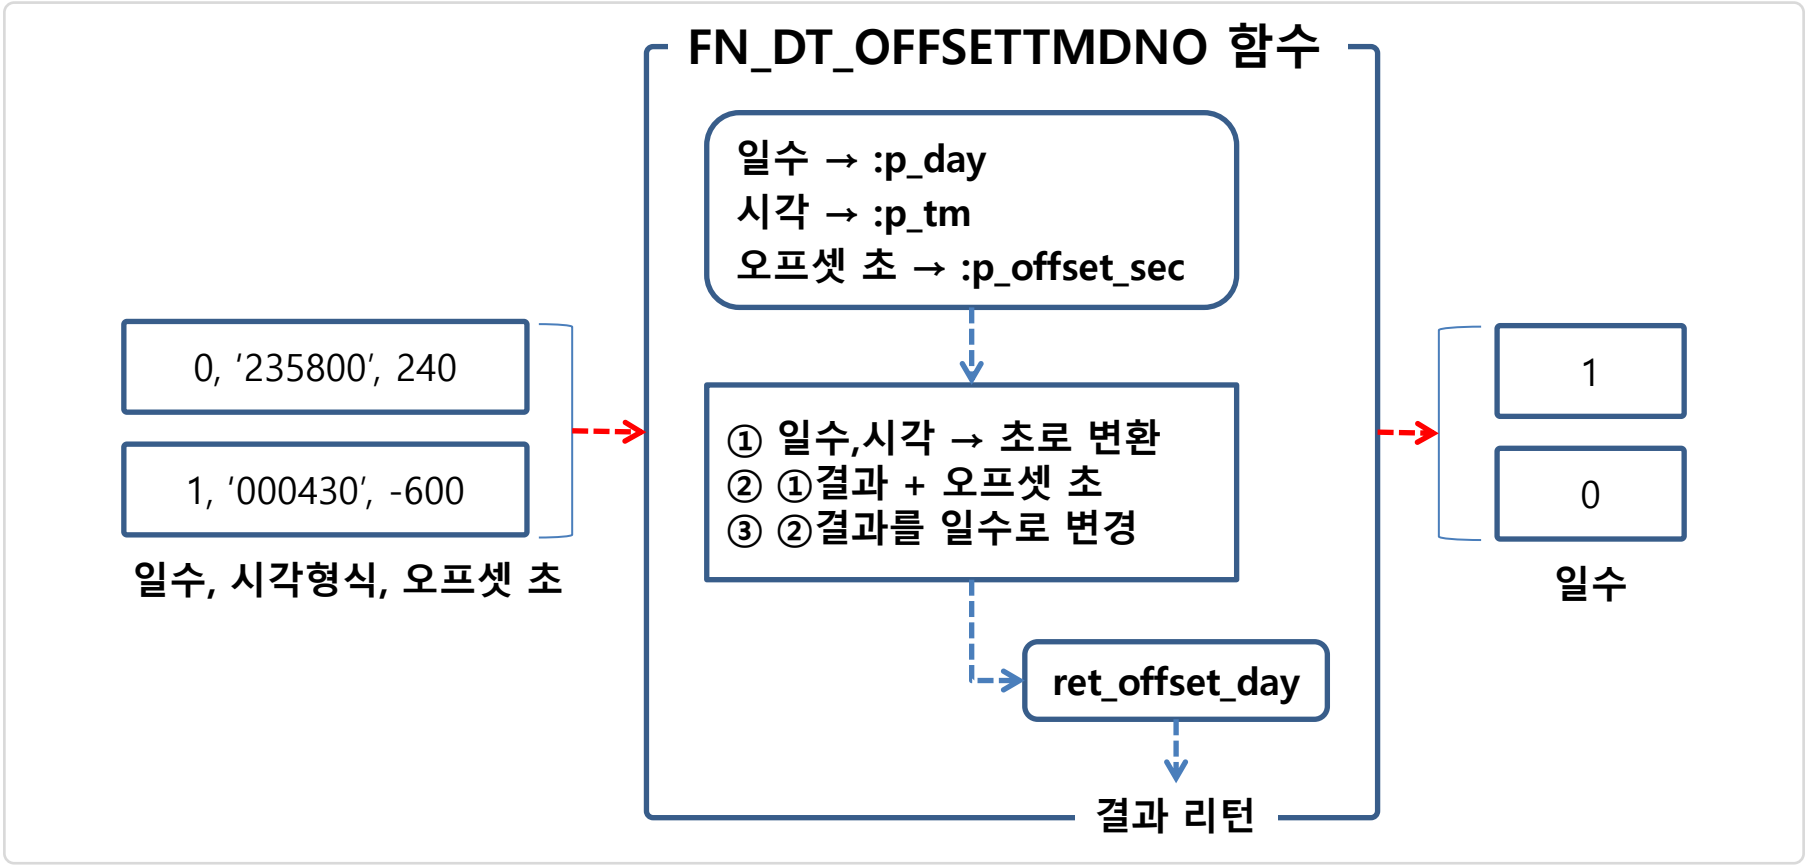 FN_DT_OFFSETTMDNO 함수
일수 → :p_day
시각 → :p_tm
오프셋 초 → :p_offset_sec
0, ‘235800’, 240
1, ‘000430’, -600
일수, 시각형식, 오프셋 초
① 일수,시각 → 초로 변환
② ①결과 + 오프셋 초
③ ②결과를 일수로 변경
ret_offset_day
결과 리턴
1
0
일수